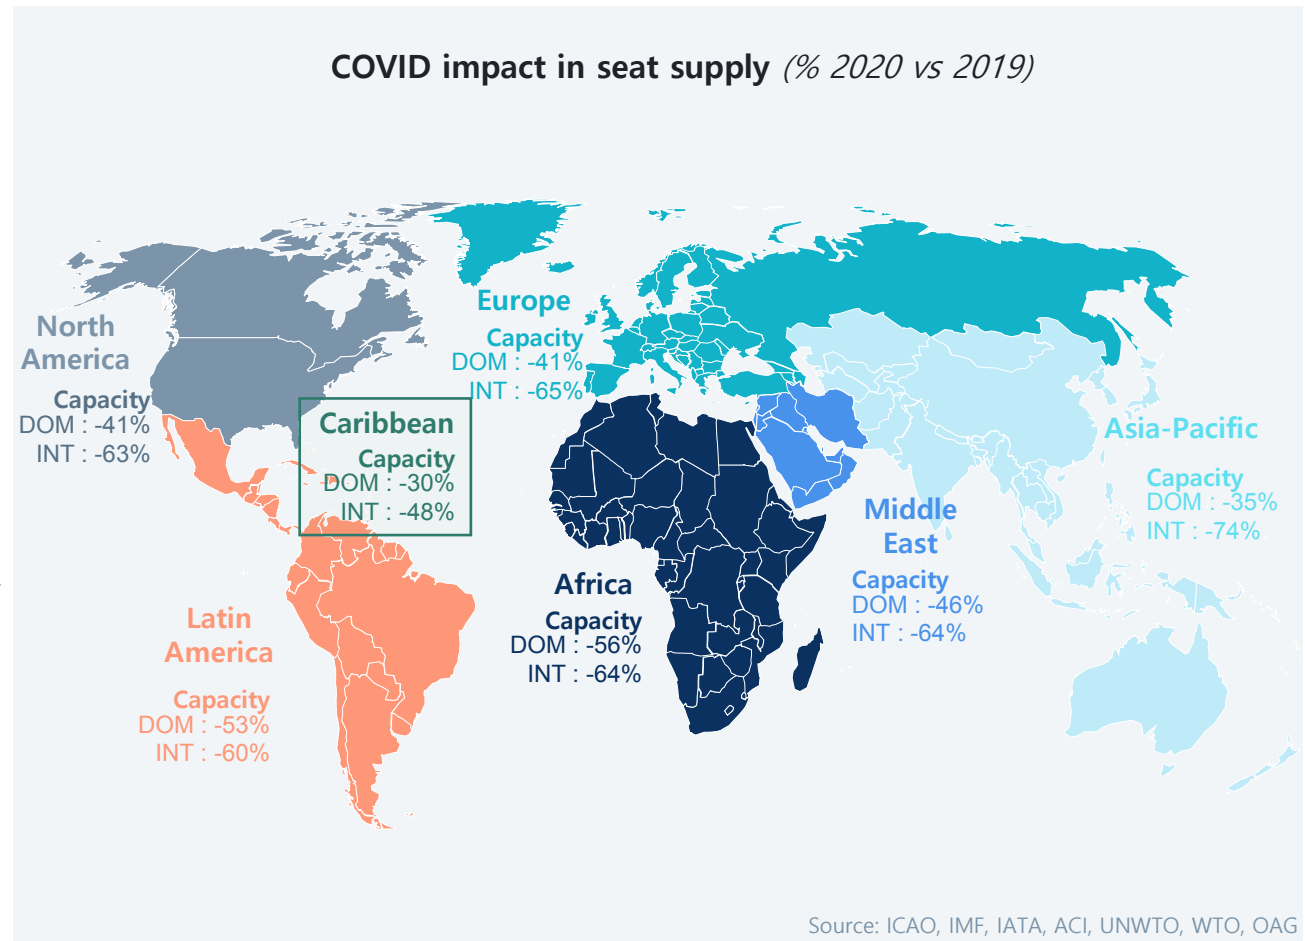 COVID impact in seat supply (% 2020 vs 2019)
North
America
Capacity
DOM : -41%
INT : -63%
Europe
Capacity
DOM : -41%
INT : -65%
Caribbean
Capacity
DOM : -30%
INT : -48%
Asia-Pacific
Capacity
DOM : -35%
INT : -74%
Middle
East
Capacity
DOM : -46%
INT : -64%
Africa
Capacity
DOM : -56%
INT : -64%
Latin
America
Capacity
DOM : -53%
INT : -60%
Source: ICAO, IMF, IATA, ACI, UNWTO, WTO, OAG